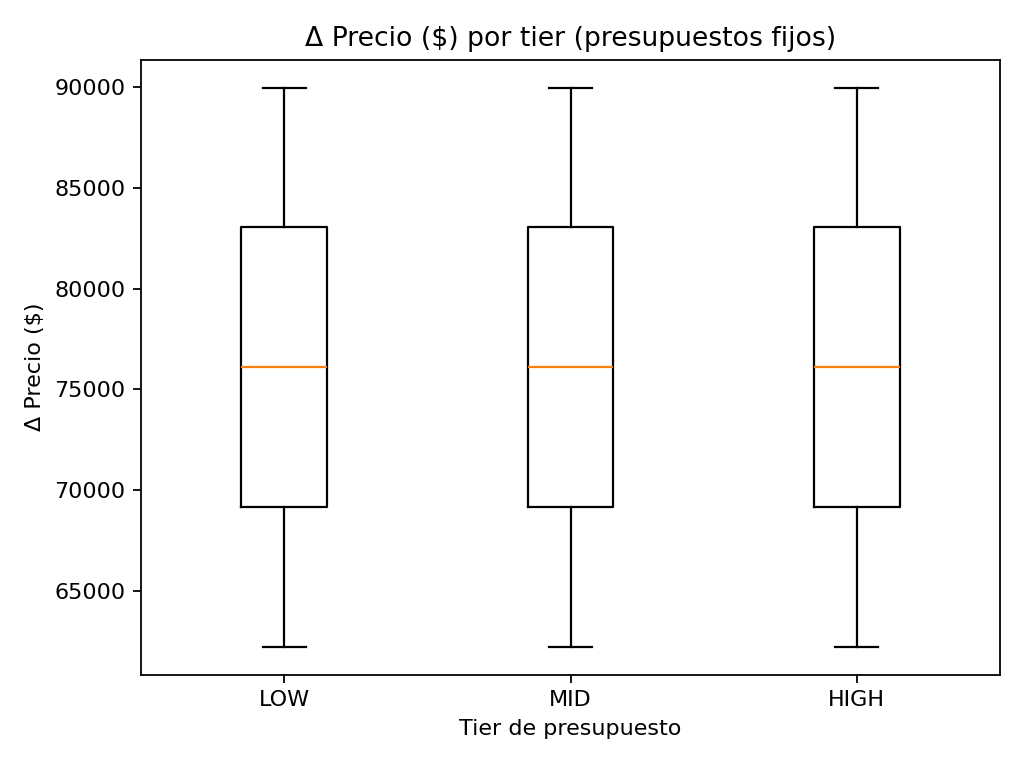 Δ Precio ($) por tier (presupuestos fijos)
90000
85000
80000
75000
70000
65000
Δ Precio ($)
LOW MID HIGH
Tier de presupuesto